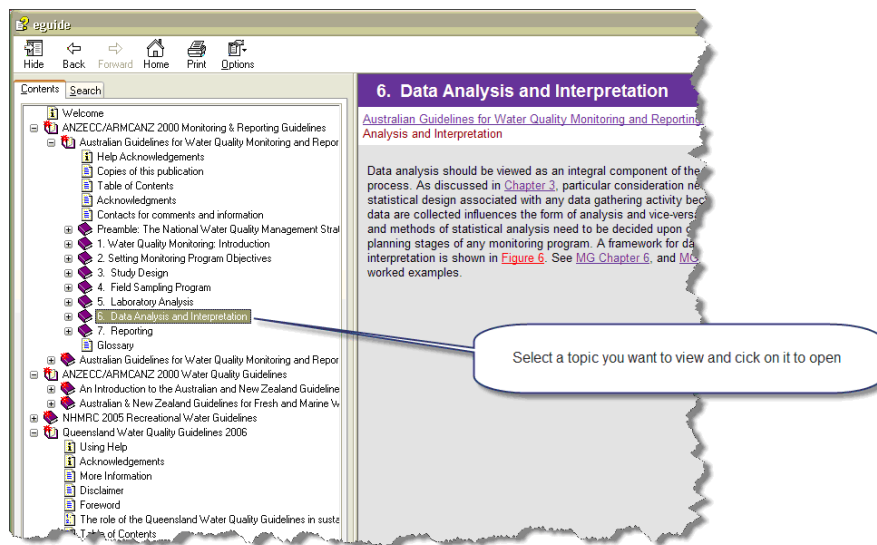 eguide
Hide Back Forward Home Print Options
Contents Search
Welcome
ANZECC/ARMCANZ 2000 Monitoring & Reporting Guidelines
Australian Guidelines for Water Quality Monitoring and Repor
Help Acknowledgements
Copies of this publication
Table of Contents
Acknowledgments
Contacts for comments and information
Preamble: The National Water Quality Management Stra
1. Water Quality Monitoring: Introduction
2. Setting Monitoring Program Objectives
3. Study Design
4. Field Sampling Program
5. Laboratory Analysis
6. Data Analysis and Interpretation
7. Reporting
Glossary
Australian Guidelines for Water Quality Monitoring and Repor
ANZECC/ARMCANZ 2000 Water Quality Guidelines
An Introduction to the Australian and New Zealand Guideline
Australian & New Zealand Guidelines for Fresh and Marine W
NHMRC 2005 Recreational Water Guidelines
Queensland Water Quality Guidelines 2006
Using Help
Acknowledgements
More Information
Disclaimer
Foreword
The role of the Queensland Water Quality Guidelines in susta
Table of Contents
6. Data Analysis and Interpretation
Australian Guidelines for Water Quality Monitoring and Reporting
Analysis and Interpretation
Data analysis should be viewed as an integral component of the
process. As discussed in Chapter 3, particular consideration ne
statistical design associated with any data gathering activity bec
data are collected influences the form of analysis and vice-vers
and methods of statistical analysis need to be decided upon
planning stages of any monitoring program. A framework for da
interpretation is shown in Figure 6. See MG Chapter 6, and MG
worked examples.
Select a topic you want to view and cick on it to open